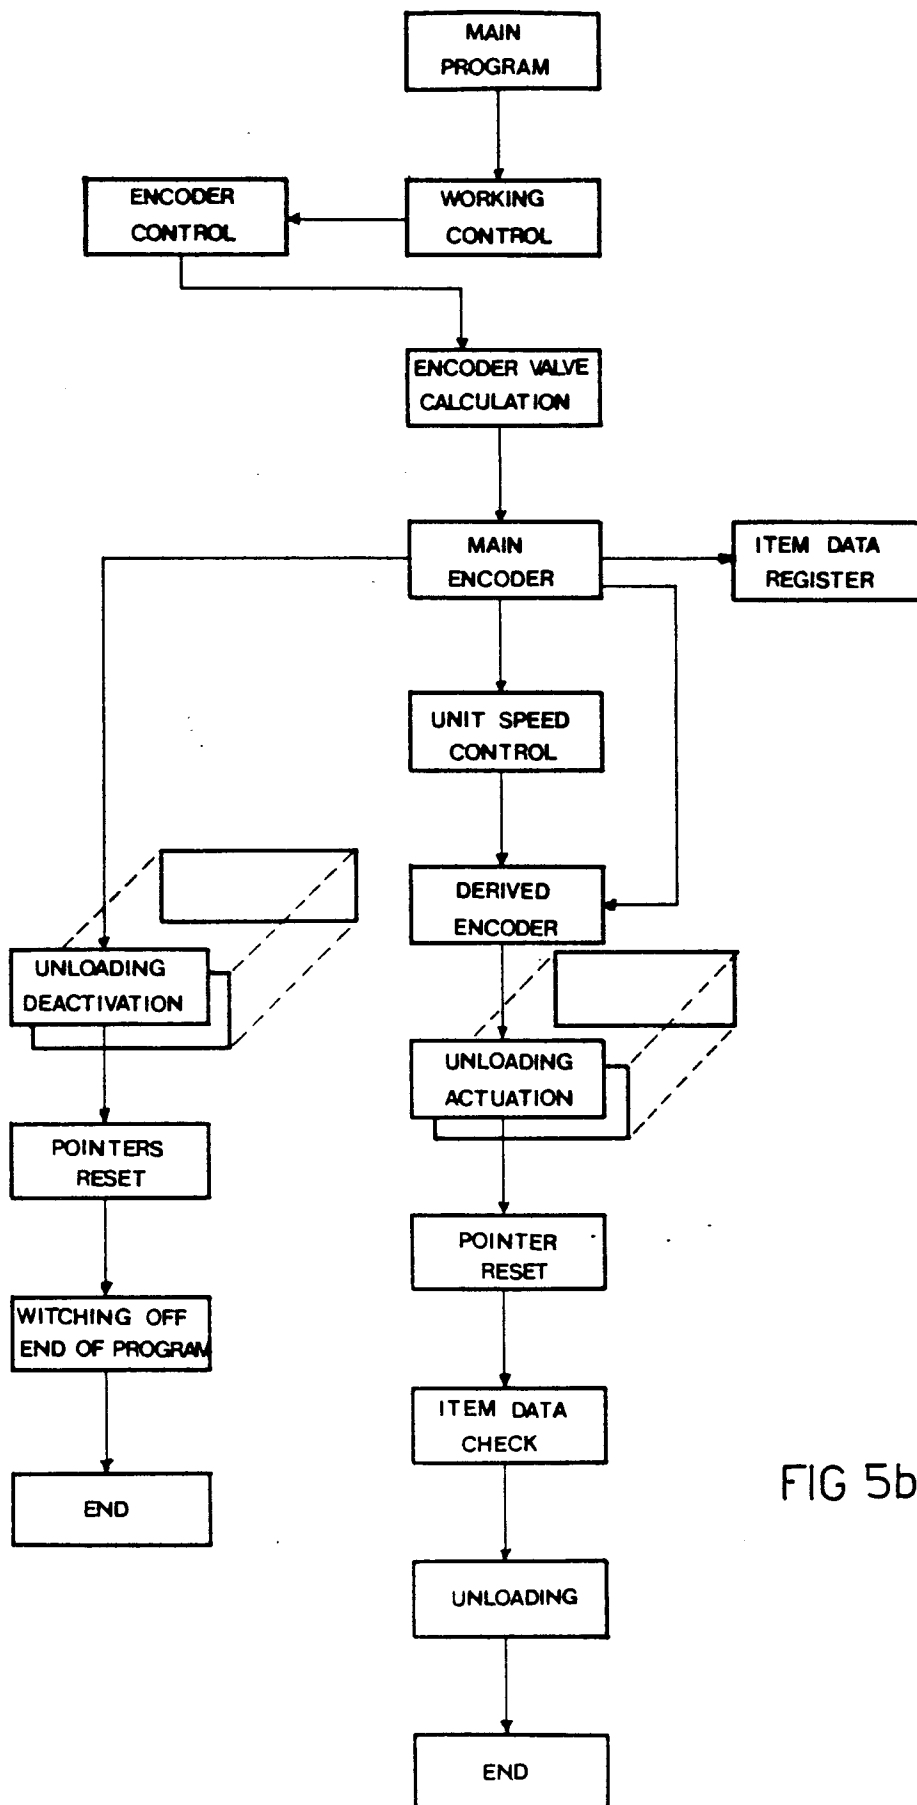 MAIN
PROGRAM
ENCODER
CONTROL
WORKING
CONTROL
ENCODER VALVE
CALCULATION
MAIN
ENCODER
ITEM DATA
REGISTER
UNIT SPEED
CONTROL
DERIVED
ENCODER
UNLOADING
DEACTIVATION
UNLOADING
ACTUATION
POINTERS
RESET
POINTER
RESET
WITCHING OFF
END OF PROGRAM
ITEM DATA
CHECK
END
UNLOADING
END
FIG 5b